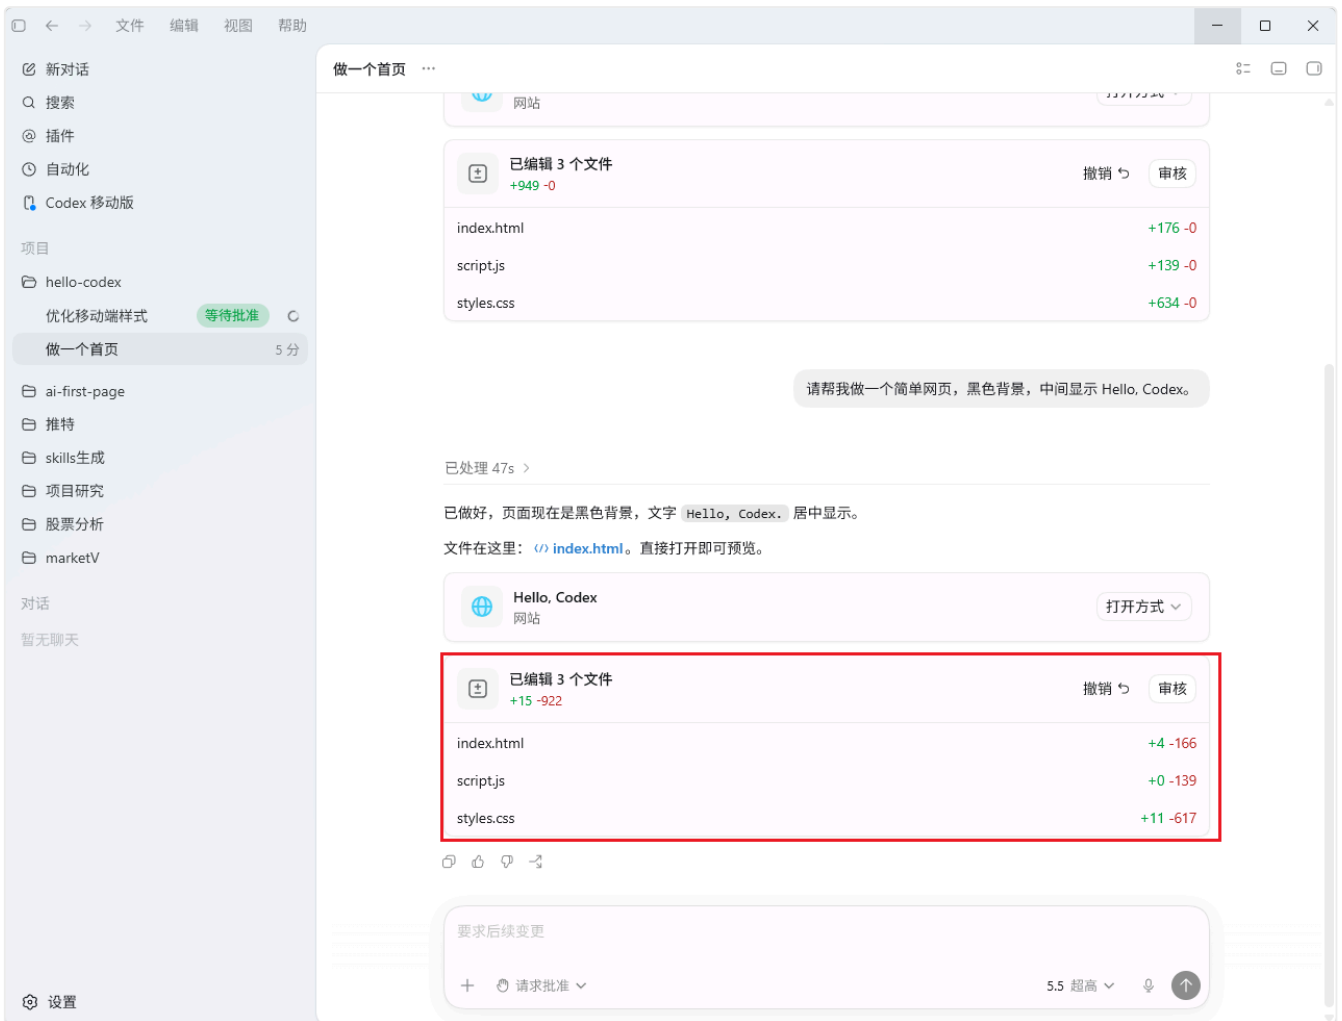 文件 编辑 视图 帮助
新对话
搜索
插件
自动化
Codex 移动版
项目
hello-codex
优化移动端样式 等待批准
做一个首页 5 分
ai-first-page
推特
skills生成
项目研究
股票分析
marketV
对话
暂无聊天
设置
做一个首页 ···
网站 打开方式
已编辑 3 个文件
+949 -0
撤销 审核
index.html +176 -0
script.js +139 -0
styles.css +634 -0
请帮我做一个简单网页，黑色背景，中间显示 Hello, Codex。
已处理 47s
已做好，页面现在是黑色背景，文字 Hello, Codex. 居中显示。
文件在这里： index.html。直接打开即可预览。
Hello, Codex
网站
打开方式
已编辑 3 个文件
+15 -922
撤销 审核
index.html +4 -166
script.js +0 -139
styles.css +11 -617
要求后续变更
请求批准 5.5 超高